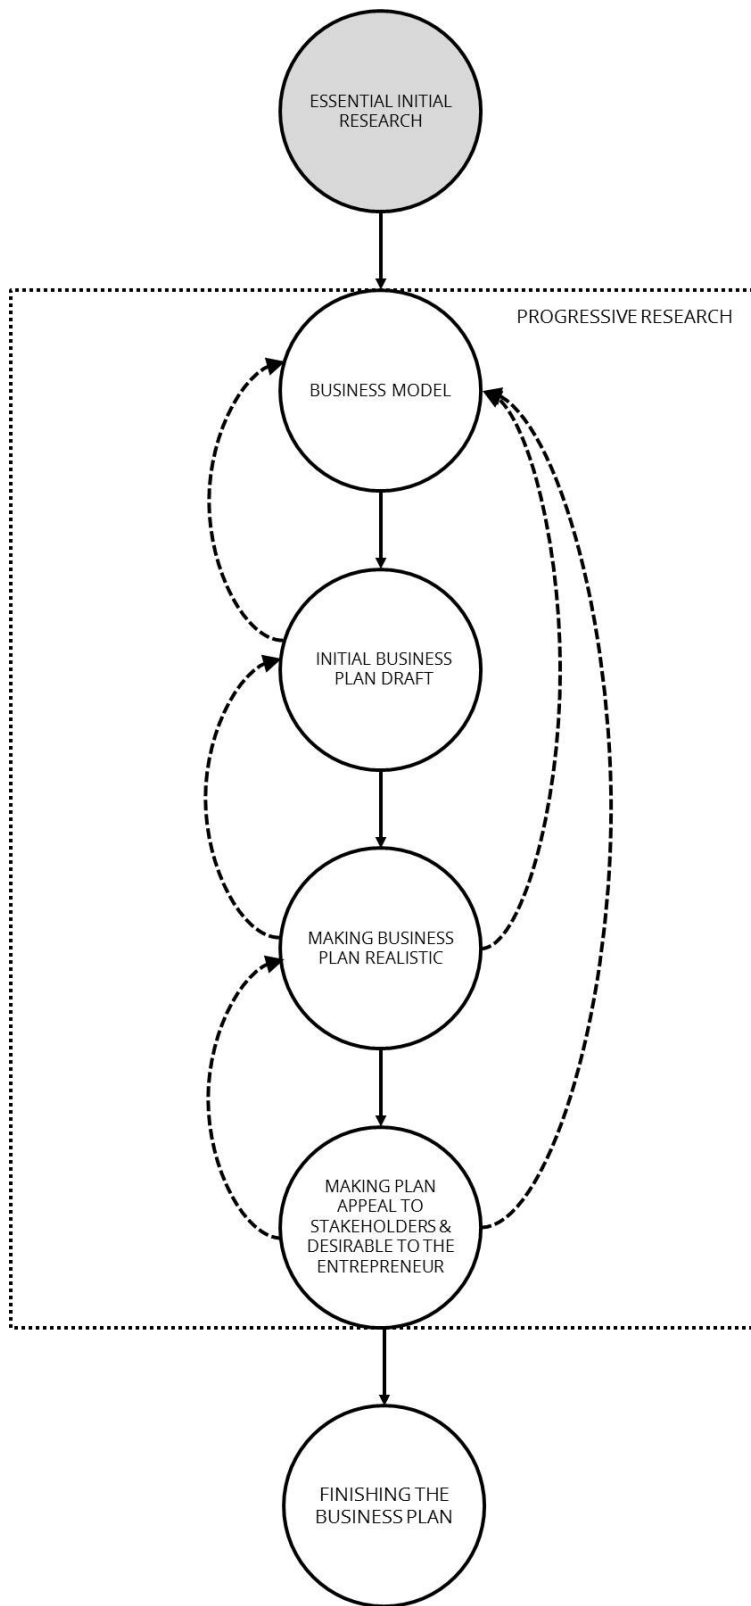 ESSENTIAL INITIAL
RESEARCH
PROGRESSIVE RESEARCH
BUSINESS MODEL
INITIAL BUSINESS
PLAN DRAFT
MAKING BUSINESS
PLAN REALISTIC
MAKING PLAN
APPEAL TO
STAKEHOLDERS &
DESIRABLE TO THE
ENTREPRENEUR
FINISHING THE
BUSINESS PLAN